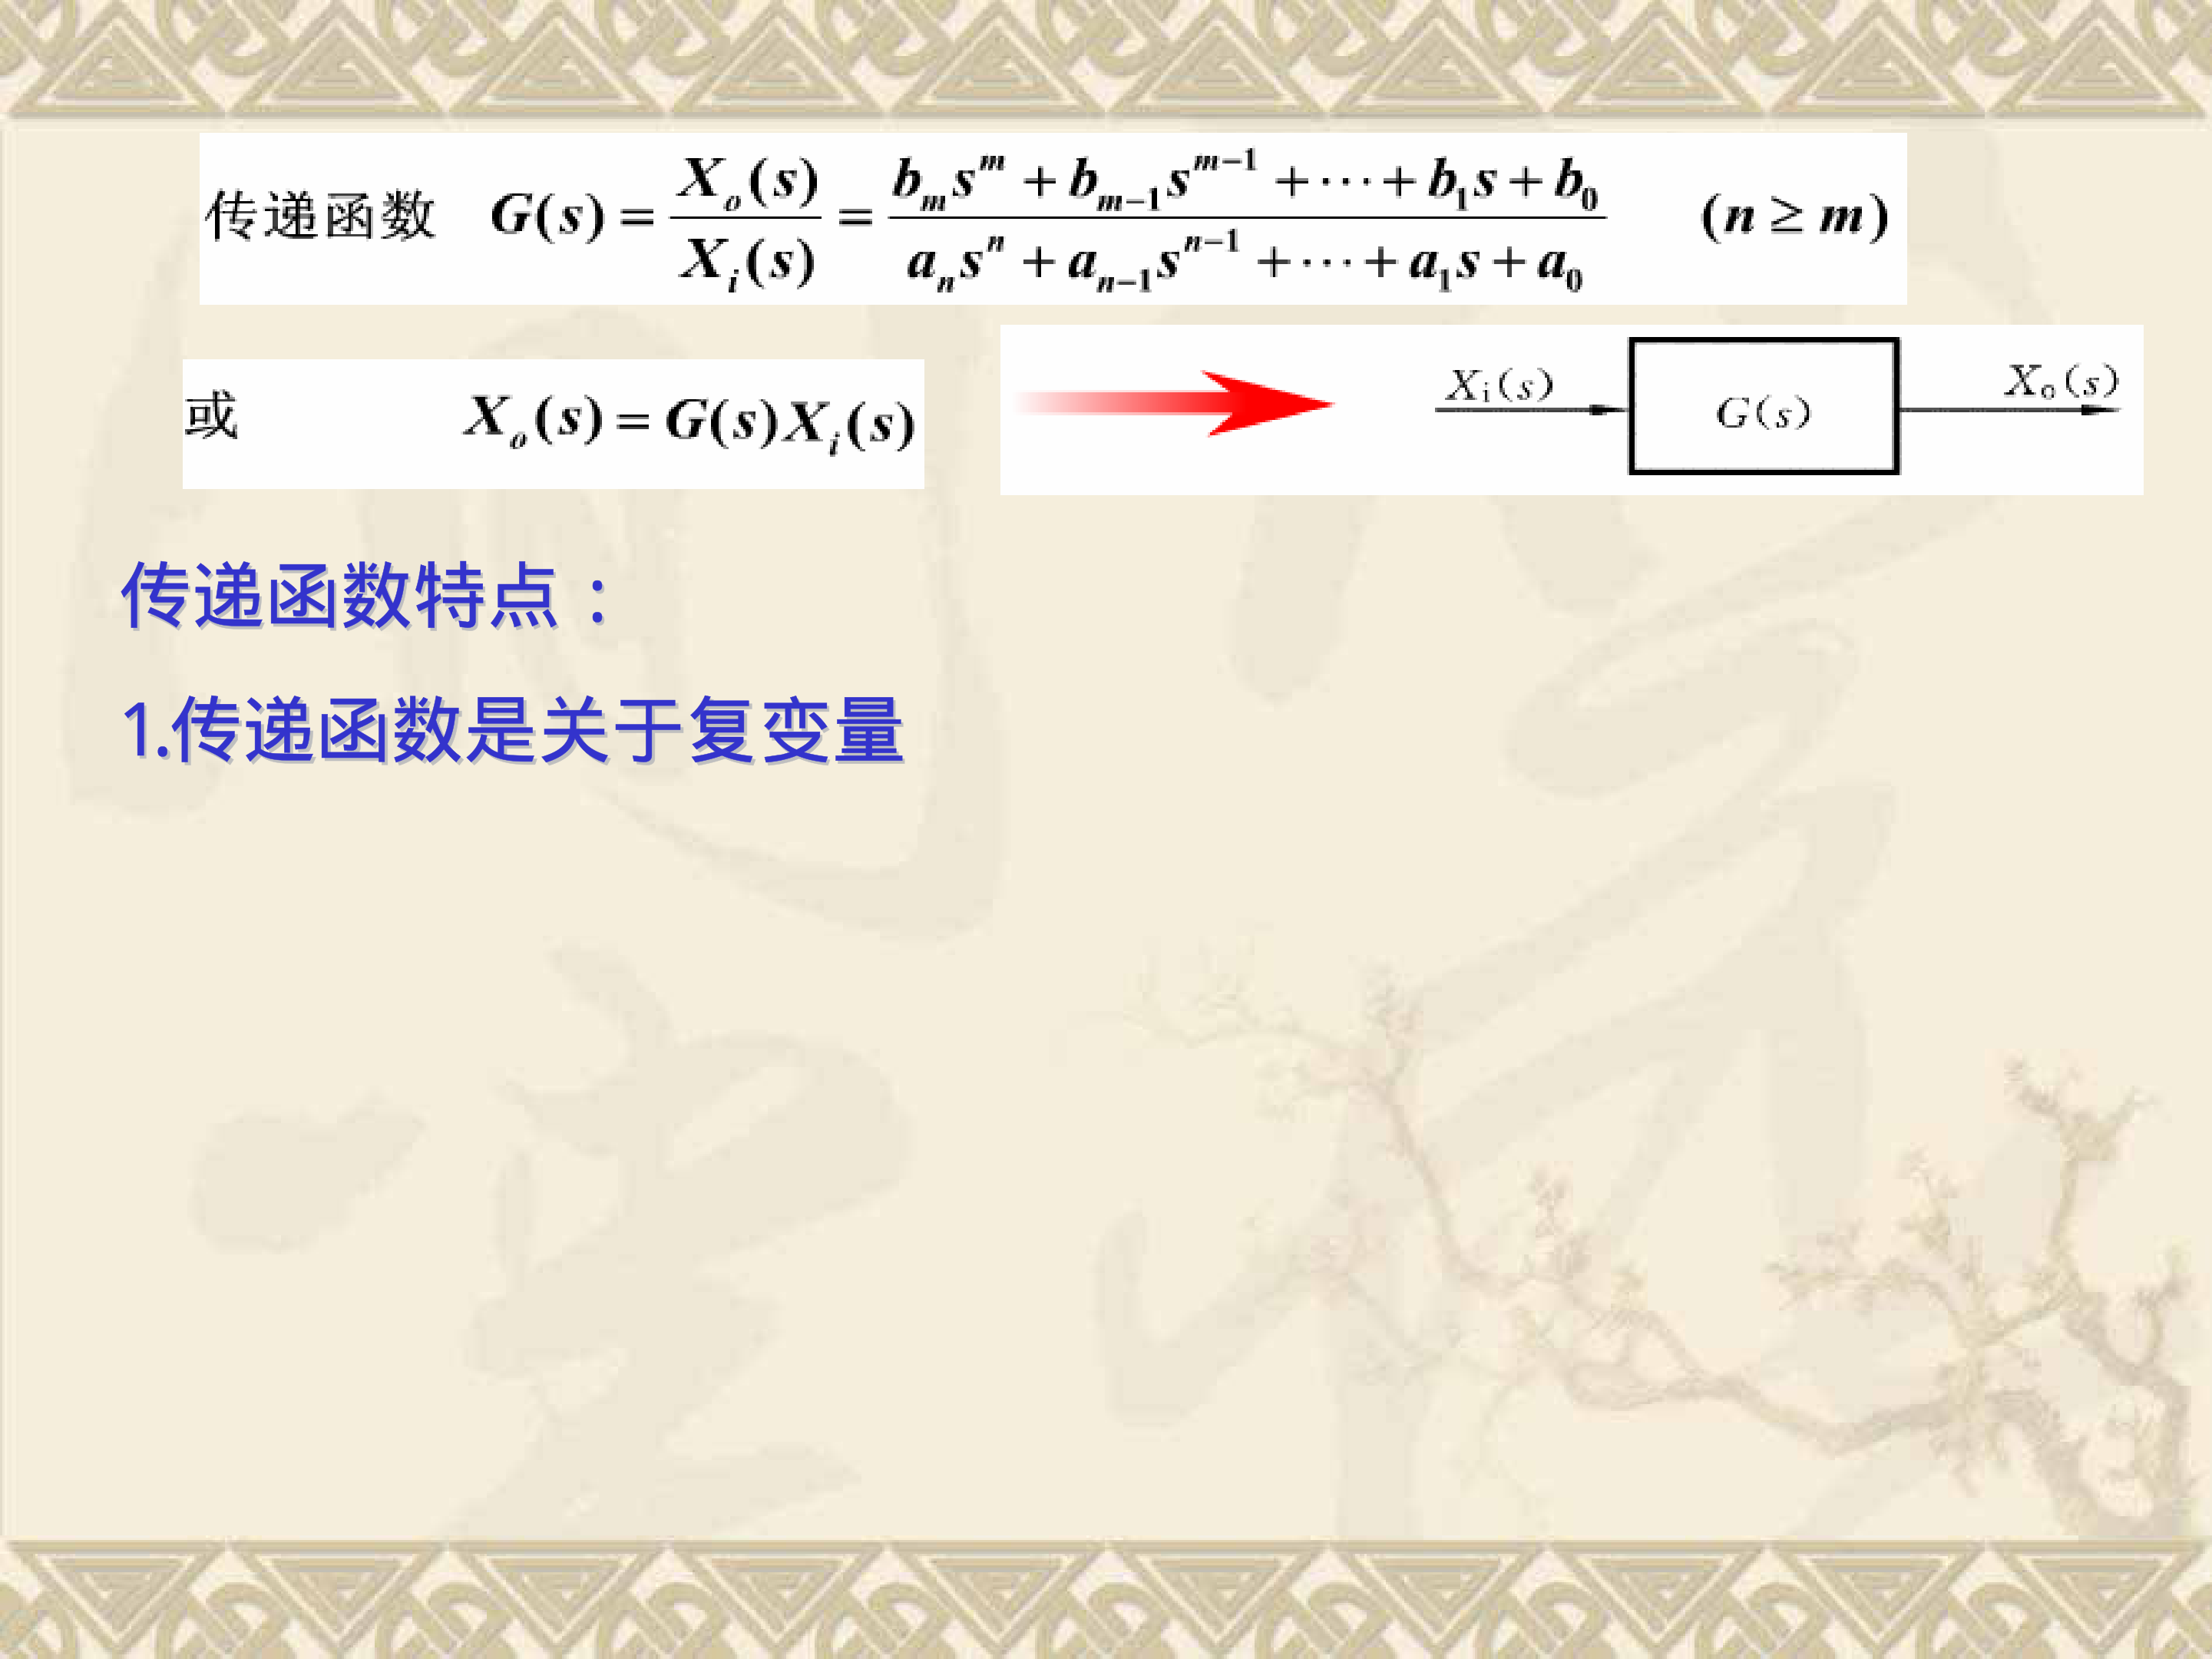 传递函数 G(s) = X_o(s) / X_i(s) = (b_m s^m + b_{m-1} s^{m-1} + ··· + b_1 s + b_0) / (a_n s^n + a_{n-1} s^{n-1} + ··· + a_1 s + a_0) (n ≥ m)
或 X_o(s) = G(s)X_i(s)
X_i(s) G(s) X_o(s)
传递函数特点：
1.传递函数是关于复变量